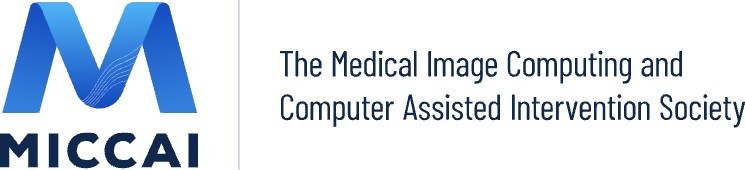 MICCAI
The Medical Image Computing and
Computer Assisted Intervention Society